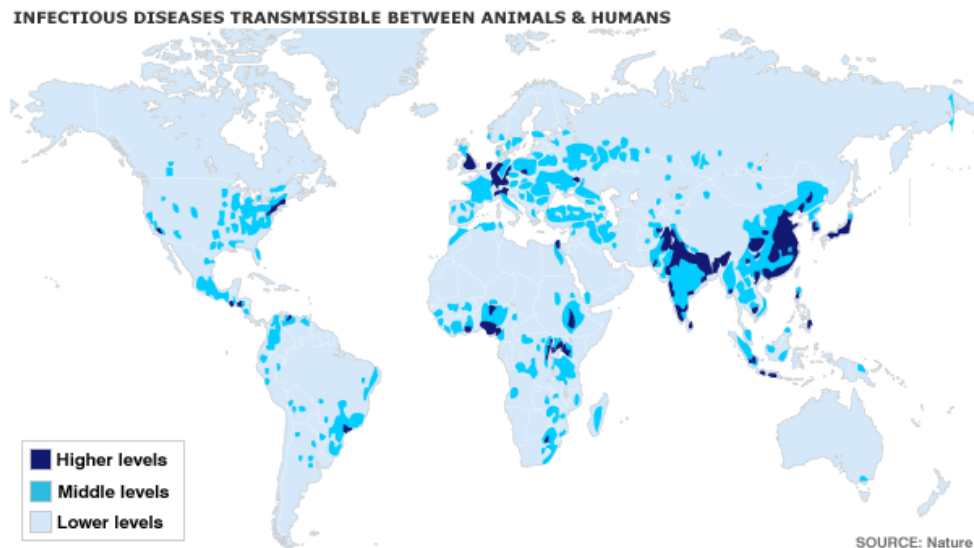 INFECTIOUS DISEASES TRANSMISSIBLE BETWEEN ANIMALS & HUMANS
Higher levels
Middle levels
Lower levels
SOURCE: Nature